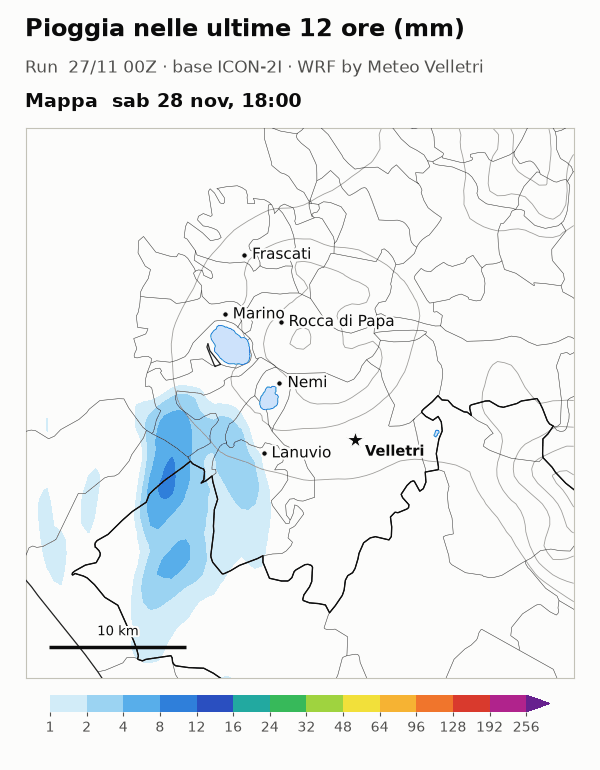 Pioggia nelle ultime 12 ore (mm)
Run  27/11 00Z · base ICON-2I · WRF by Meteo Velletri
Mappa  sab 28 nov, 18:00
Frascati
Marino
Rocca di Papa
Nemi
Velletri
Lanuvio
10 km
1 2 4 8 12 16 24 32 48 64 96 128 192 256